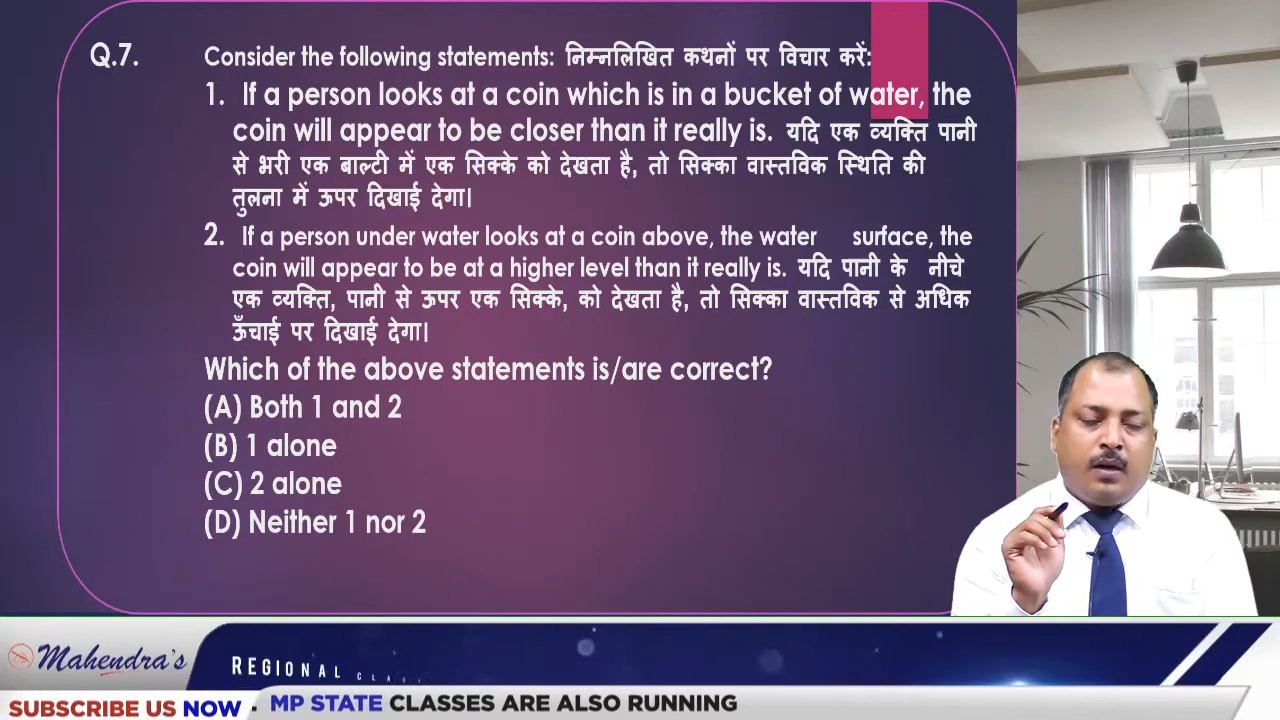 Q.7. Consider the following statements: निम्नलिखित कथनों पर विचार करें:
1. If a person looks at a coin which is in a bucket of water, the
coin will appear to be closer than it really is. यदि एक व्यक्ति पानी
से भरी एक बाल्टी में एक सिक्के को देखता है, तो सिक्का वास्तविक स्थिति की
तुलना में ऊपर दिखाई देगा।
2. If a person under water looks at a coin above, the water surface, the
coin will appear to be at a higher level than it really is. यदि पानी के नीचे
एक व्यक्ति, पानी से ऊपर एक सिक्के, को देखता है, तो सिक्का वास्तविक से अधिक
ऊँचाई पर दिखाई देगा।
Which of the above statements is/are correct?
(A) Both 1 and 2
(B) 1 alone
(C) 2 alone
(D) Neither 1 nor 2
Mahendra's
REGIONAL
SUBSCRIBE US NOW
. MP STATE CLASSES ARE ALSO RUNNING